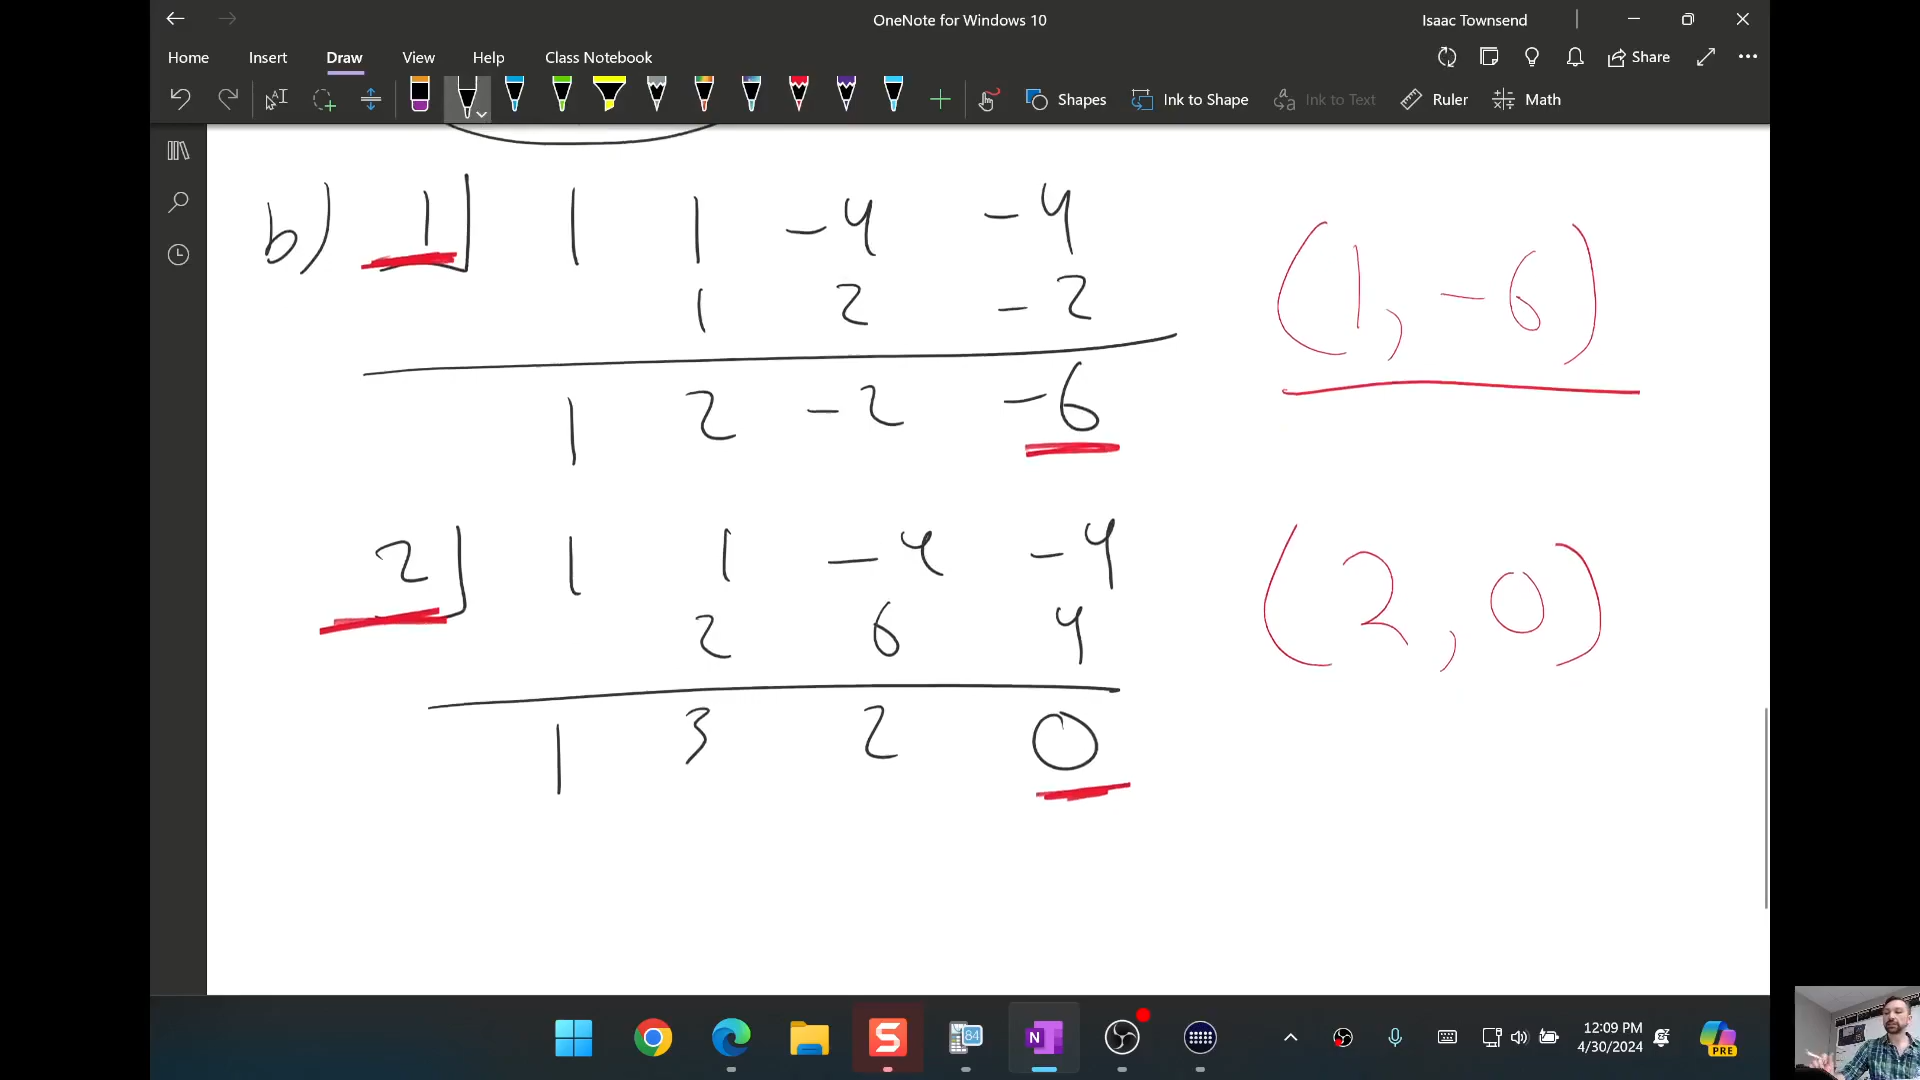 OneNote for Windows 10
Isaac Townsend
Home Insert Draw View Help Class Notebook
Share
Shapes Ink to Shape Ink to Text Ruler Math
b) 1 1 1 -4 -4
1 2 -2
1 2 -2 -6
(1, -6)
2 1 1 -4 -4
2 6 4
1 3 2 0
(2, 0)
84
N
S
12:09 PM
4/30/2024
PRE